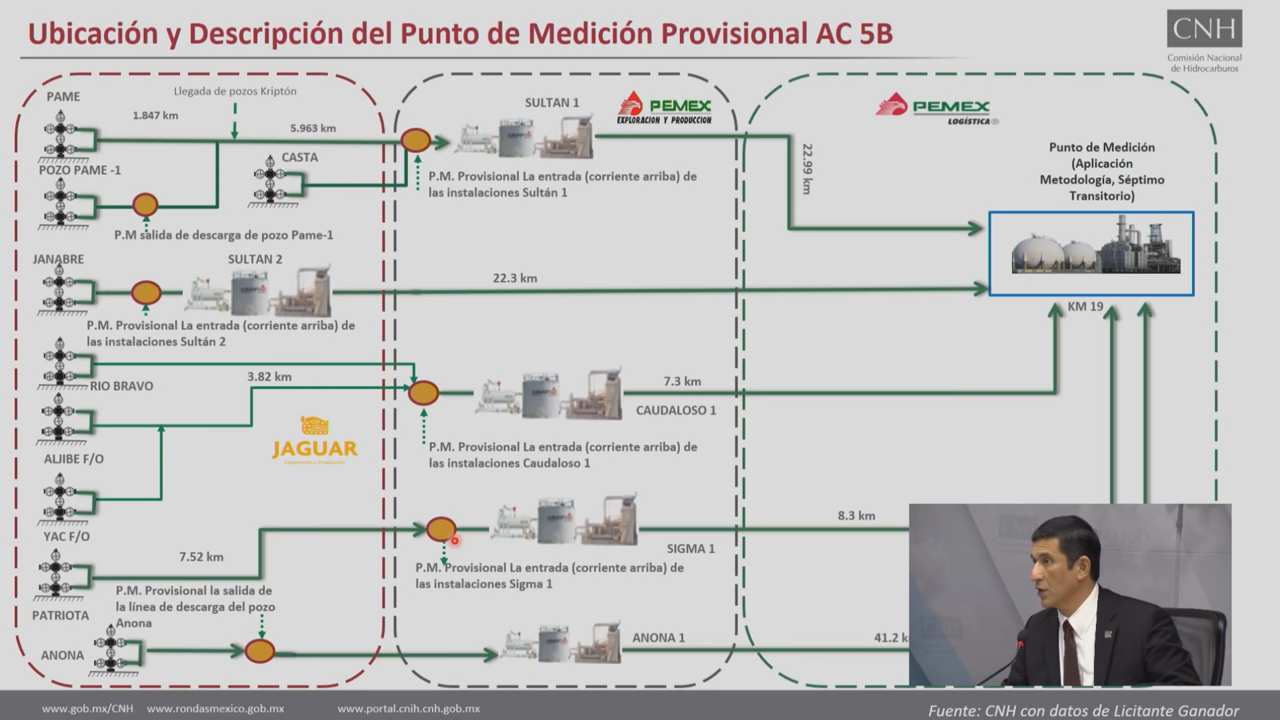 Ubicación y Descripción del Punto de Medición Provisional AC 5B
CNH
Comisión Nacional
de Hidrocarburos
PAME
1.847 km
Llegada de pozos Kriptón
5.963 km
SULTAN 1
PEMEX
EXPLORACIÓN Y PRODUCCIÓN
PEMEX
LOGÍSTICA
POZO PAME -1
CASTA
P.M. Provisional La entrada (corriente arriba) de
las instalaciones Sultán 1
22.99 km
Punto de Medición
(Aplicación
Metodología, Séptimo
Transitorio)
P.M salida de descarga de pozo Pame-1
JANABRE
SULTAN 2
22.3 km
KM 19
P.M. Provisional La entrada (corriente arriba) de
las instalaciones Sultán 2
RIO BRAVO
3.82 km
7.3 km
CAUDALOSO 1
JAGUAR
Exploración y Producción
P.M. Provisional La entrada (corriente arriba) de
las instalaciones Caudaloso 1
ALJIBE F/O
YAC F/O
7.52 km
8.3 km
SIGMA 1
P.M. Provisional La entrada (corriente arriba) de
las instalaciones Sigma 1
PATRIOTA
P.M. Provisional la salida de
la línea de descarga del pozo
Anona
ANONA
ANONA 1
41.2 k
CNH
www.gob.mx/CNH www.rondasmexico.gob.mx www.portal.cnih.cnh.gob.mx
Fuente: CNH con datos de Licitante Ganador